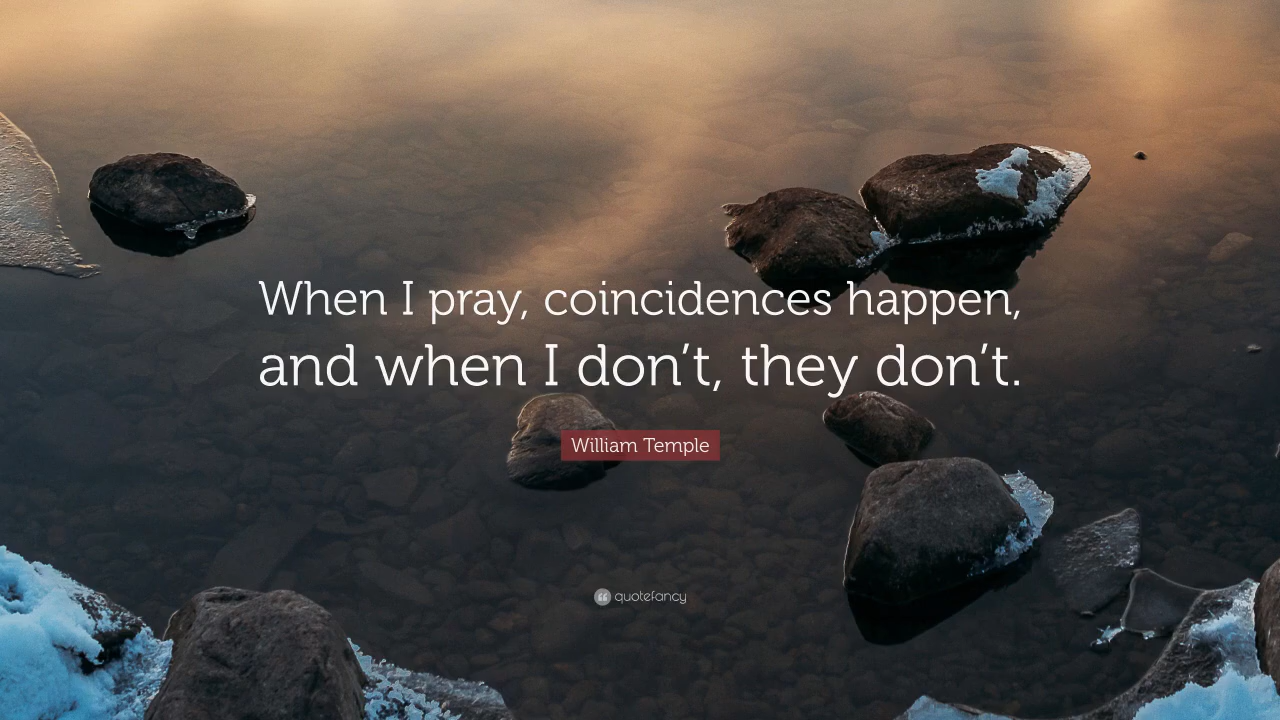 When I pray, coincidences happen,
and when I don’t, they don’t.
William Temple
quotefancy